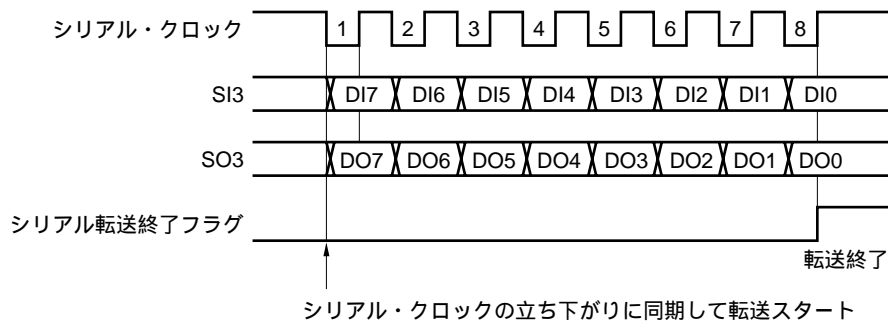 シリアル・クロック 1 2 3 4 5 6 7 8
SI3 DI7 DI6 DI5 DI4 DI3 DI2 DI1 DI0
SO3 DO7 DO6 DO5 DO4 DO3 DO2 DO1 DO0
シリアル転送終了フラグ
転送終了
シリアル・クロックの立ち下がりに同期して転送スタート